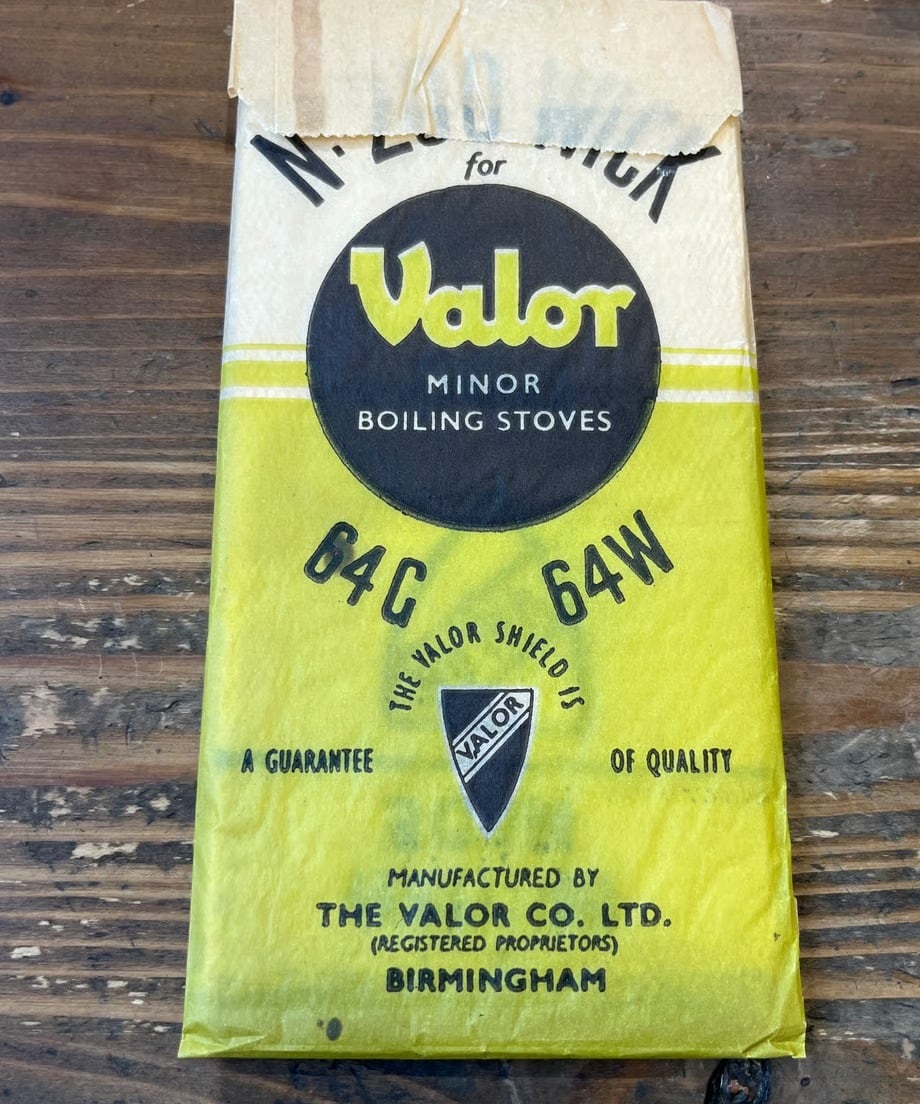 for
Valor
MINOR
BOILING STOVES
64C 64W
THE VALOR SHIELD IS
VALOR
A GUARANTEE OF QUALITY
MANUFACTURED BY
THE VALOR CO. LTD.
(REGISTERED PROPRIETORS)
BIRMINGHAM